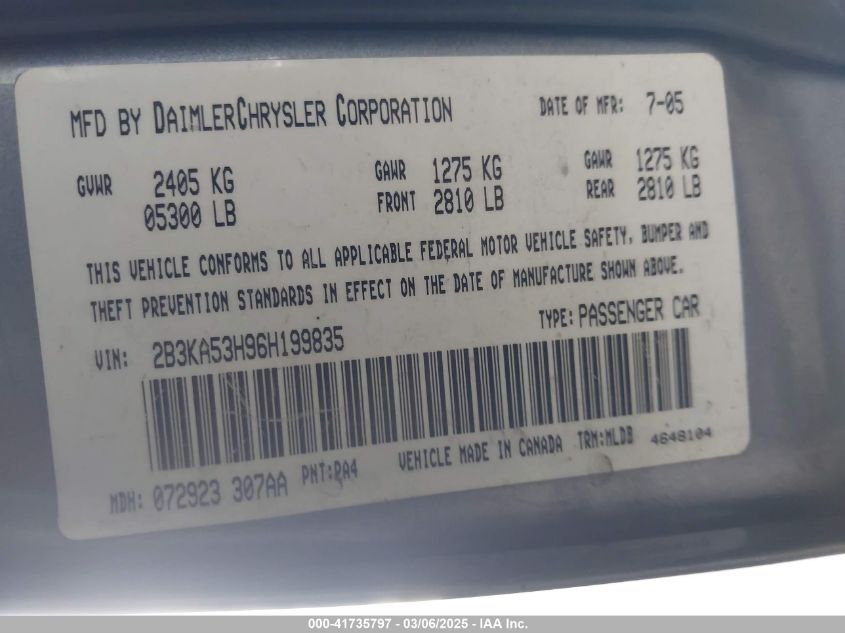 MFD BY DAIMLERCHRYSLER CORPORATION DATE OF MFR: 7-05
GVWR 2405 KG GAWR 1275 KG GAWR 1275 KG
05300 LB FRONT 2810 LB REAR 2810 LB
THIS VEHICLE CONFORMS TO ALL APPLICABLE FEDERAL MOTOR VEHICLE SAFETY, BUMPER AND
THEFT PREVENTION STANDARDS IN EFFECT ON THE DATE OF MANUFACTURE SHOWN ABOVE.
VIN: 2B3KA53H96H199835 TYPE: PASSENGER CAR
MDH: 072923 307AA PNT:PA4 VEHICLE MADE IN CANADA TRM:MLDB 4648104
000-41735797 - 03/06/2025 - IAA Inc.